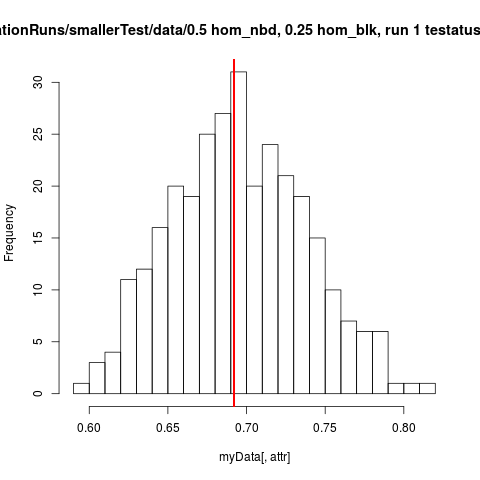 ationRuns/smallerTest/data/0.5 hom_nbd, 0.25 hom_blk, run 1 testatus
Frequency
30
25
20
15
10
5
0
0.60 0.65 0.70 0.75 0.80
myData[, attr]